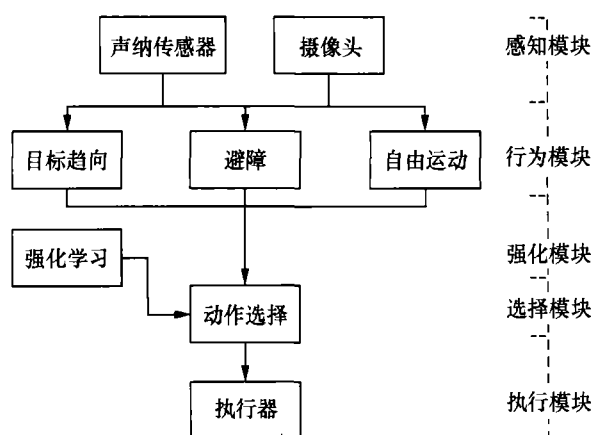 声纳传感器 摄像头 感知模块
目标趋向 避障 自由运动 行为模块
强化学习 强化模块
动作选择 选择模块
执行器 执行模块